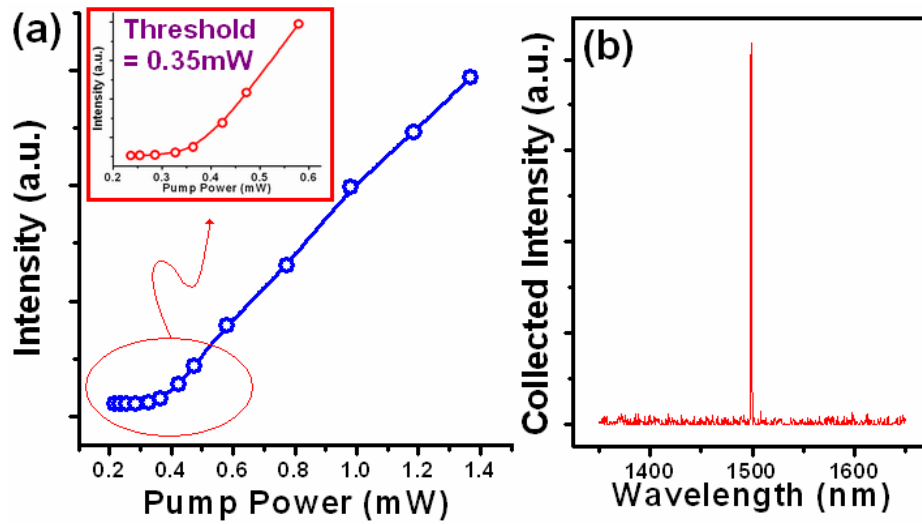 (a)
Threshold
= 0.35mW
Intensity (a.u.)
0.2 0.3 0.4 0.5 0.6
Pump Power (mW)
Intensity (a.u.)
0.2 0.4 0.6 0.8 1.0 1.2 1.4
Pump Power (mW)
(b)
Collected Intensity (a.u.)
1400 1500 1600
Wavelength (nm)